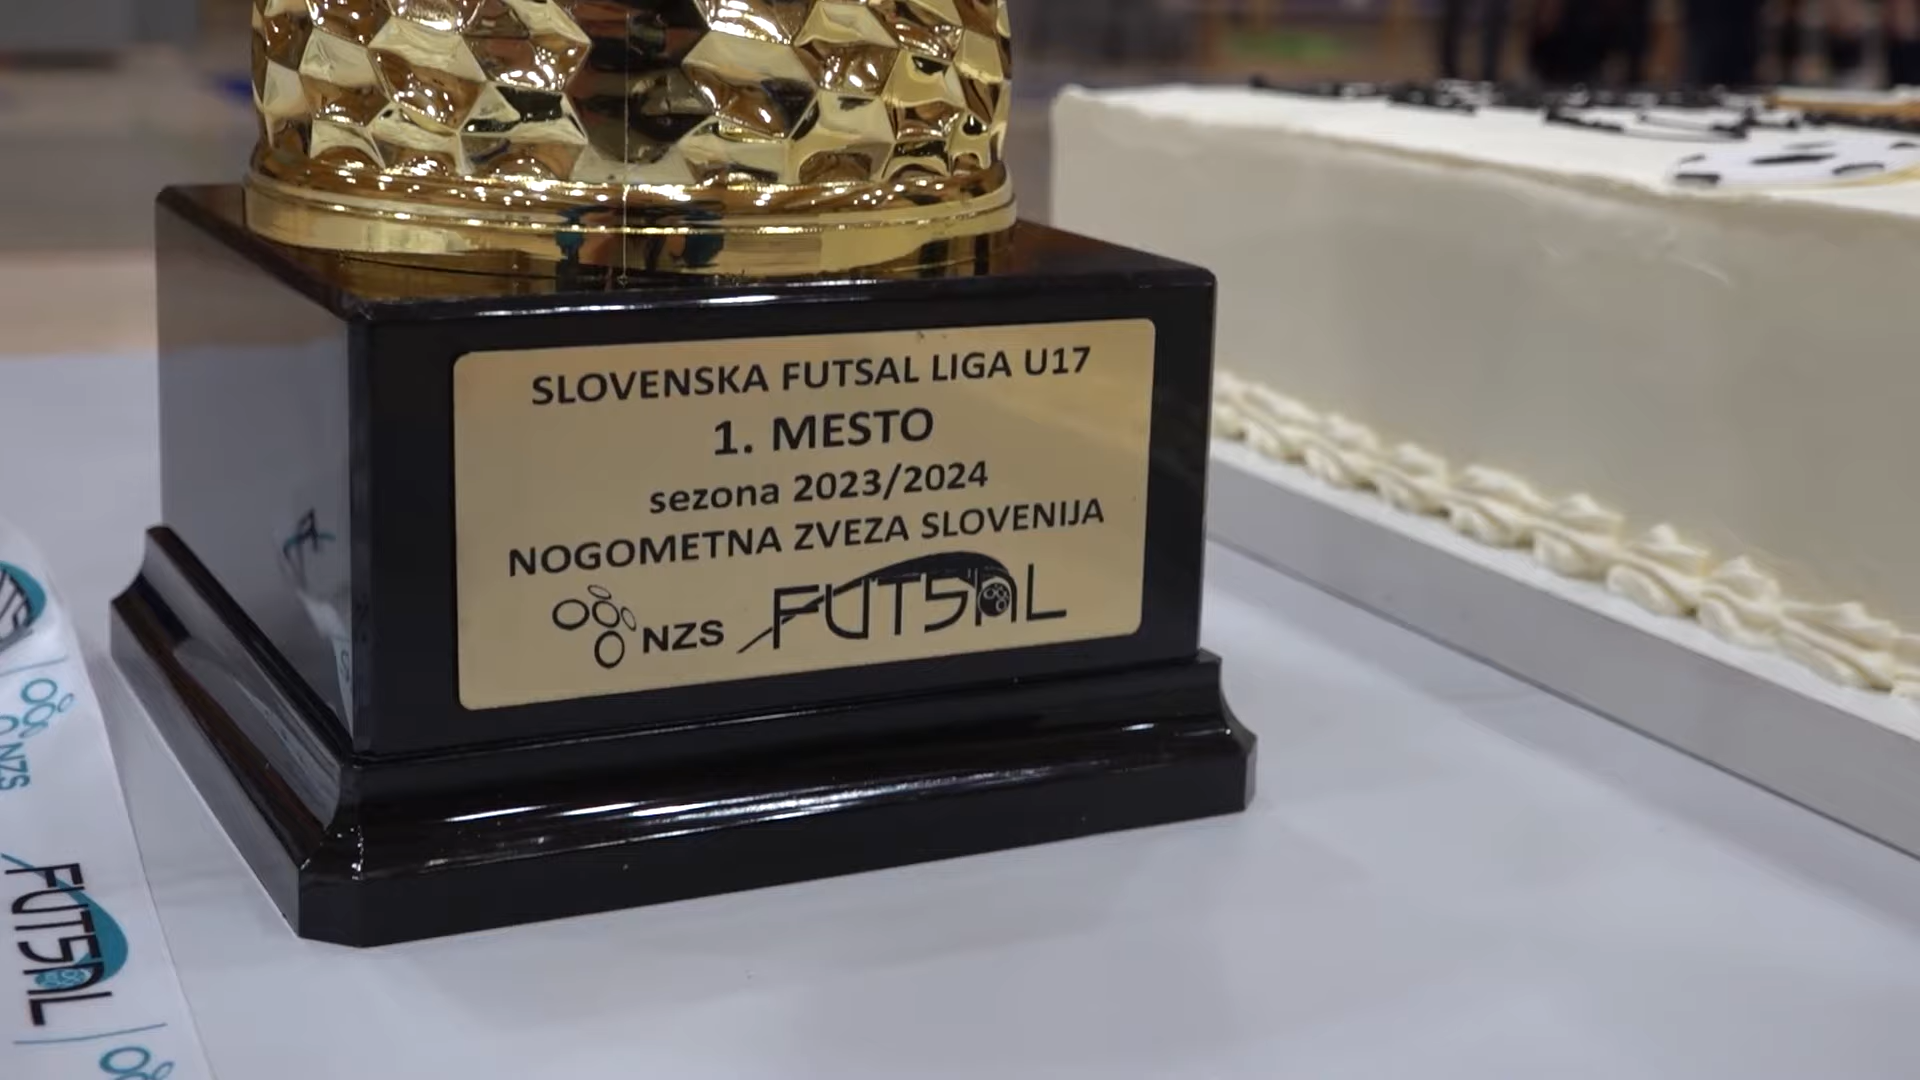 SLOVENSKA FUTSAL LIGA U17
1. MESTO
sezona 2023/2024
NOGOMETNA ZVEZA SLOVENIJA
NZS FUTSAL
NZS
FUTSAL